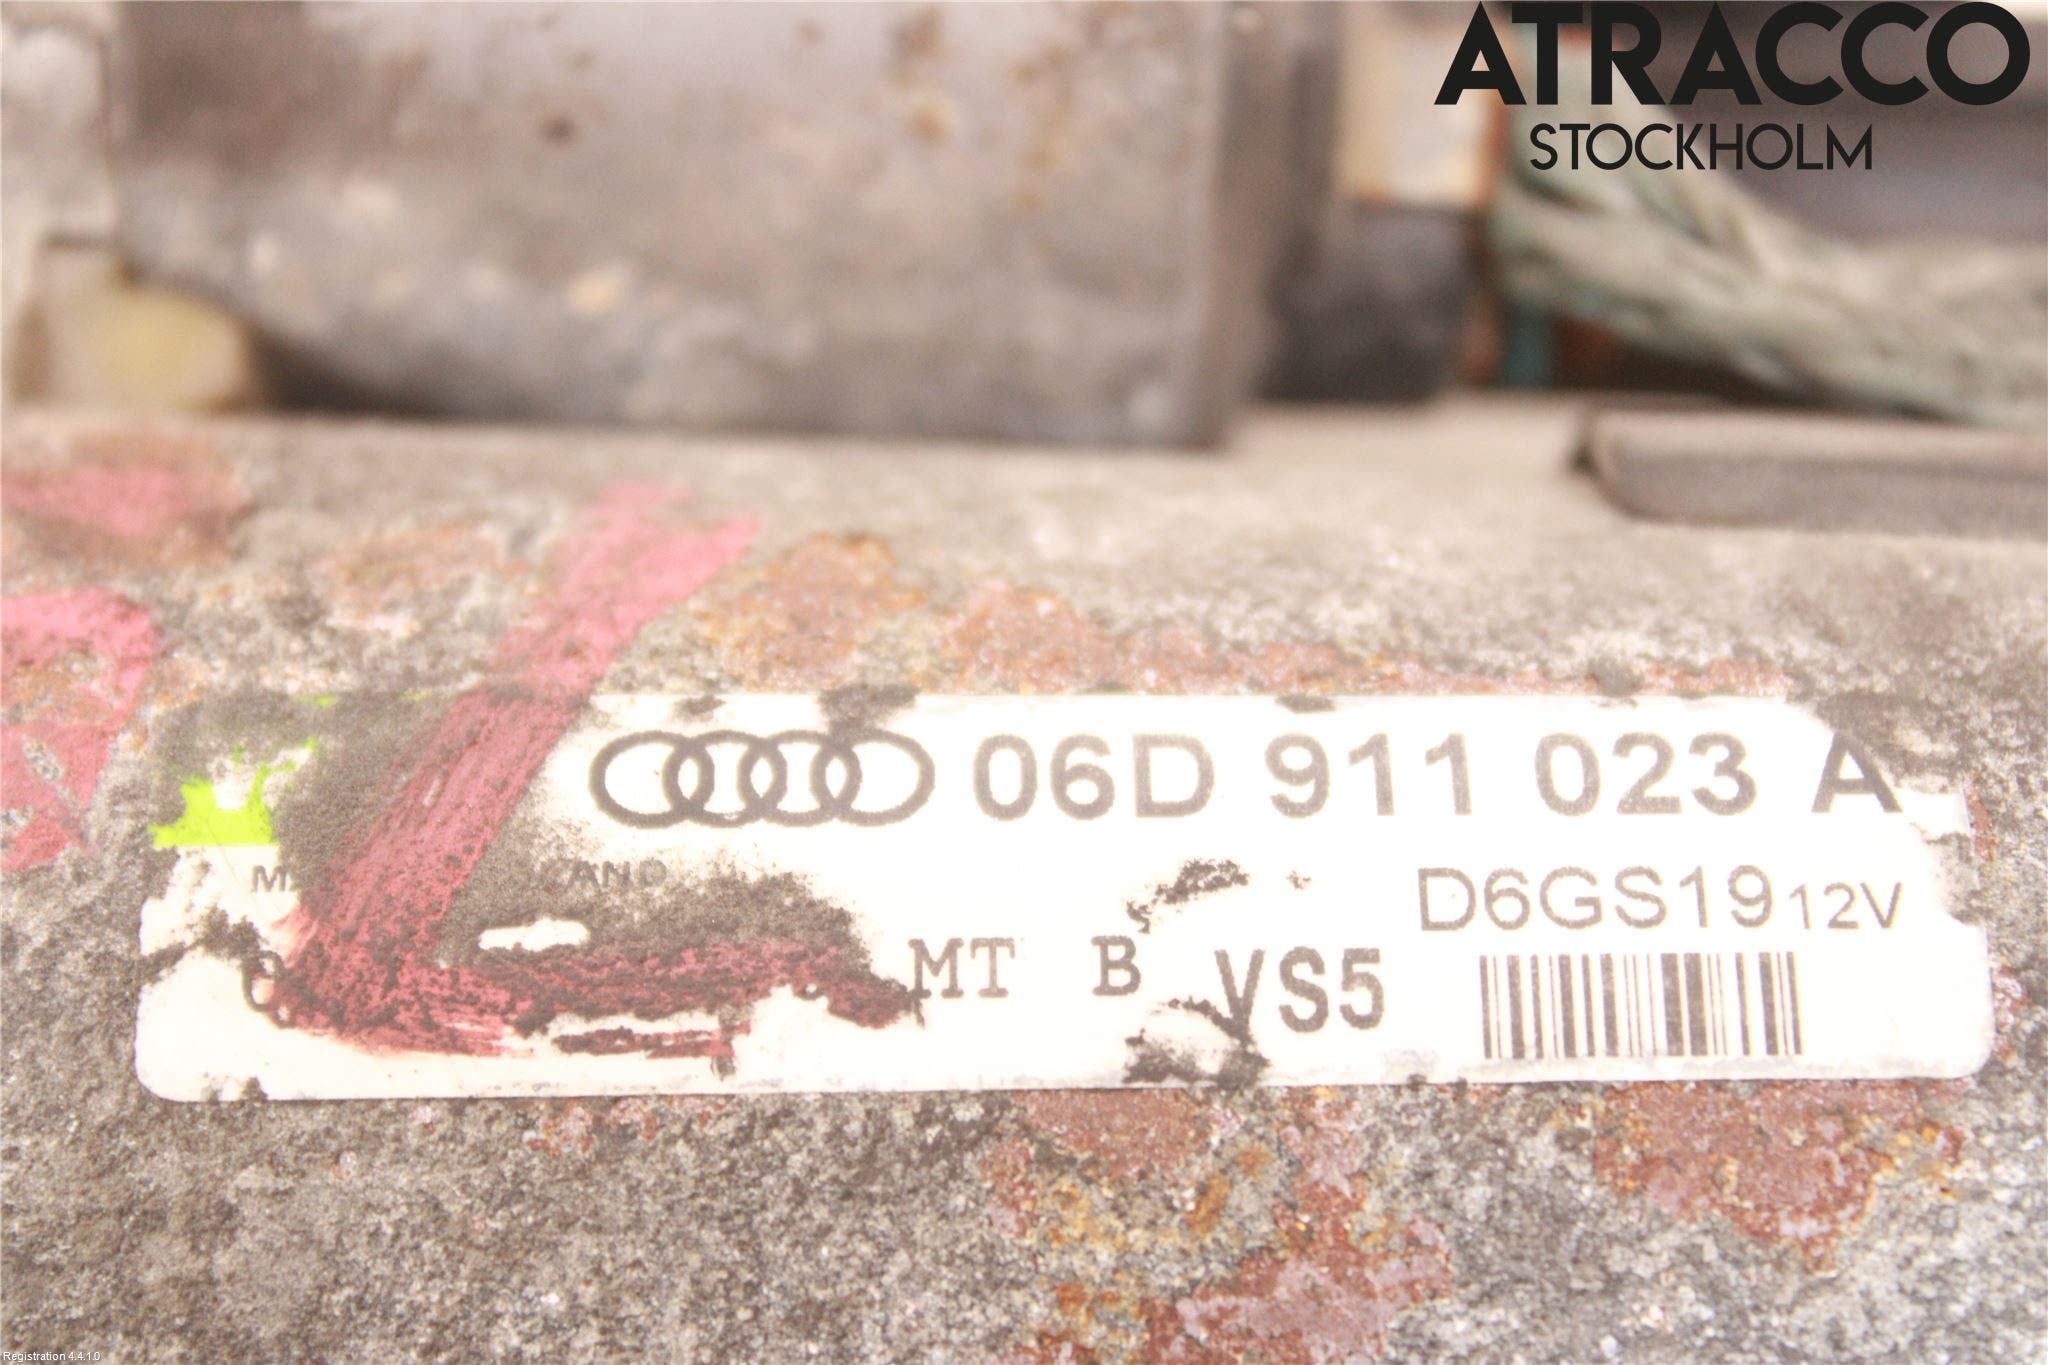 ATRACCO
STOCKHOLM
06D 911 023 A
D6GS19 12V
MT B VS5
Registration 4.4.1.0